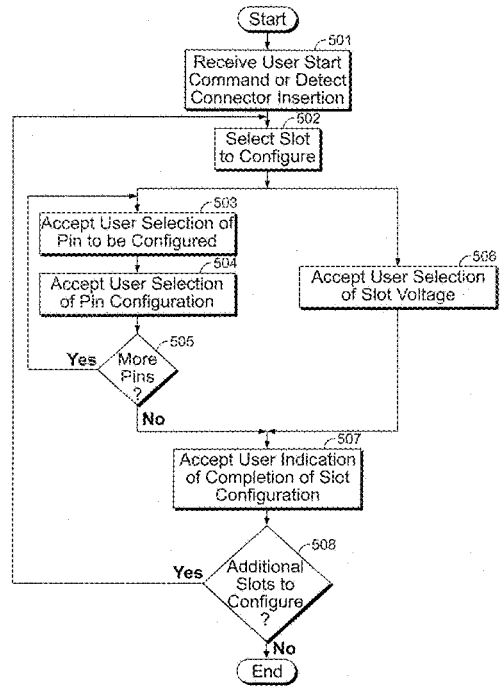 Start
501
Receive User Start
Command or Detect
Connector Insertion
502
Select Slot
to Configure
503
Accept User Selection of
Pin to be Configured
504
Accept User Selection
of Pin Configuration
505
More
Pins
?
Yes
No
506
Accept User Selection
of Slot Voltage
507
Accept User Indication
of Completion of Slot
Configuration
508
Additional
Slots to
Configure
?
Yes
No
End